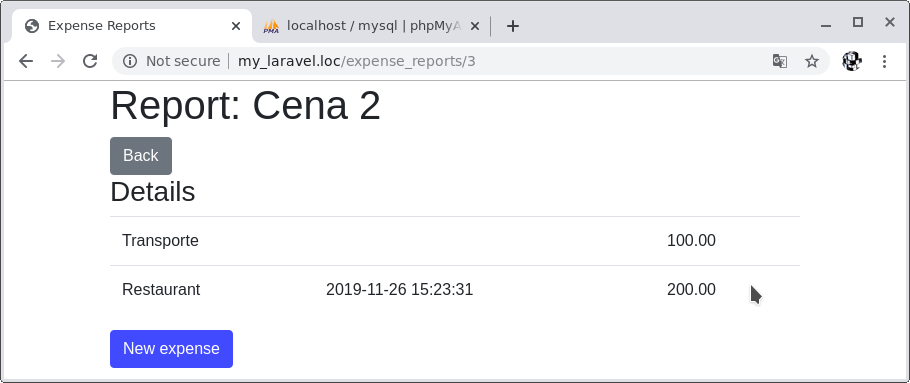 Expense Reports
localhost / mysql | phpMyA
Not secure | my_laravel.loc/expense_reports/3
Report: Cena 2
Back
Details
Transporte 100.00
Restaurant 2019-11-26 15:23:31 200.00
New expense